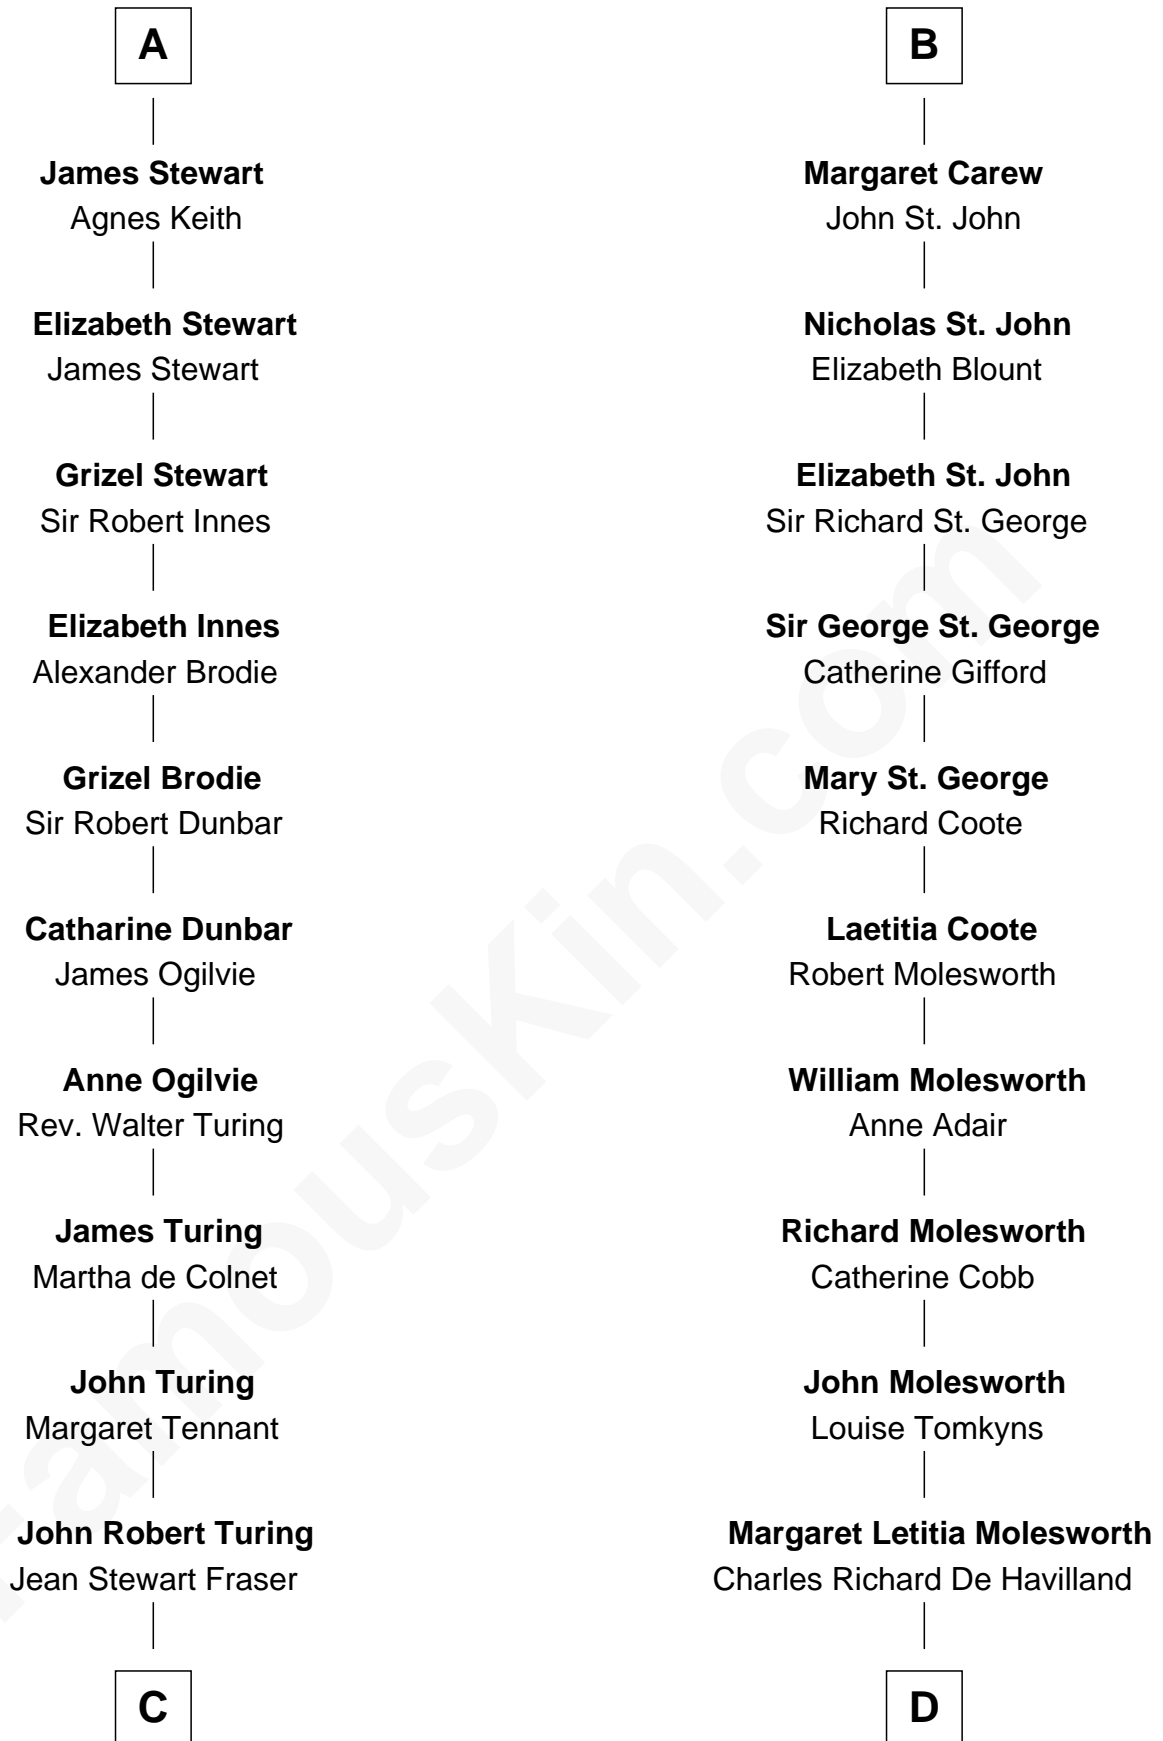 A
James Stewart
Agnes Keith
Elizabeth Stewart
James Stewart
Grizel Stewart
Sir Robert Innes
Elizabeth Innes
Alexander Brodie
Grizel Brodie
Sir Robert Dunbar
Catharine Dunbar
James Ogilvie
Anne Ogilvie
Rev. Walter Turing
James Turing
Martha de Colnet
John Turing
Margaret Tennant
John Robert Turing
Jean Stewart Fraser
C
B
Margaret Carew
John St. John
Nicholas St. John
Elizabeth Blount
Elizabeth St. John
Sir Richard St. George
Sir George St. George
Catherine Gifford
Mary St. George
Richard Coote
Laetitia Coote
Robert Molesworth
William Molesworth
Anne Adair
Richard Molesworth
Catherine Cobb
John Molesworth
Louise Tomkyns
Margaret Letitia Molesworth
Charles Richard De Havilland
D
FamousKin.com